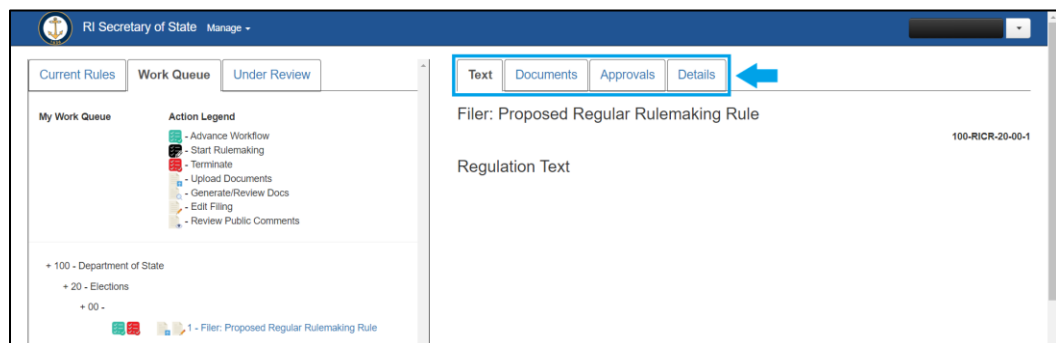 RI Secretary of State Manage
Current Rules Work Queue Under Review
My Work Queue Action Legend
- Advance Workflow
- Start Rulemaking
- Terminate
- Upload Documents
- Generate/Review Docs
- Edit Filing
- Review Public Comments
+ 100 - Department of State
+ 20 - Elections
+ 00 -
1 - Filer: Proposed Regular Rulemaking Rule
Text Documents Approvals Details
Filer: Proposed Regular Rulemaking Rule
100-RICR-20-00-1
Regulation Text